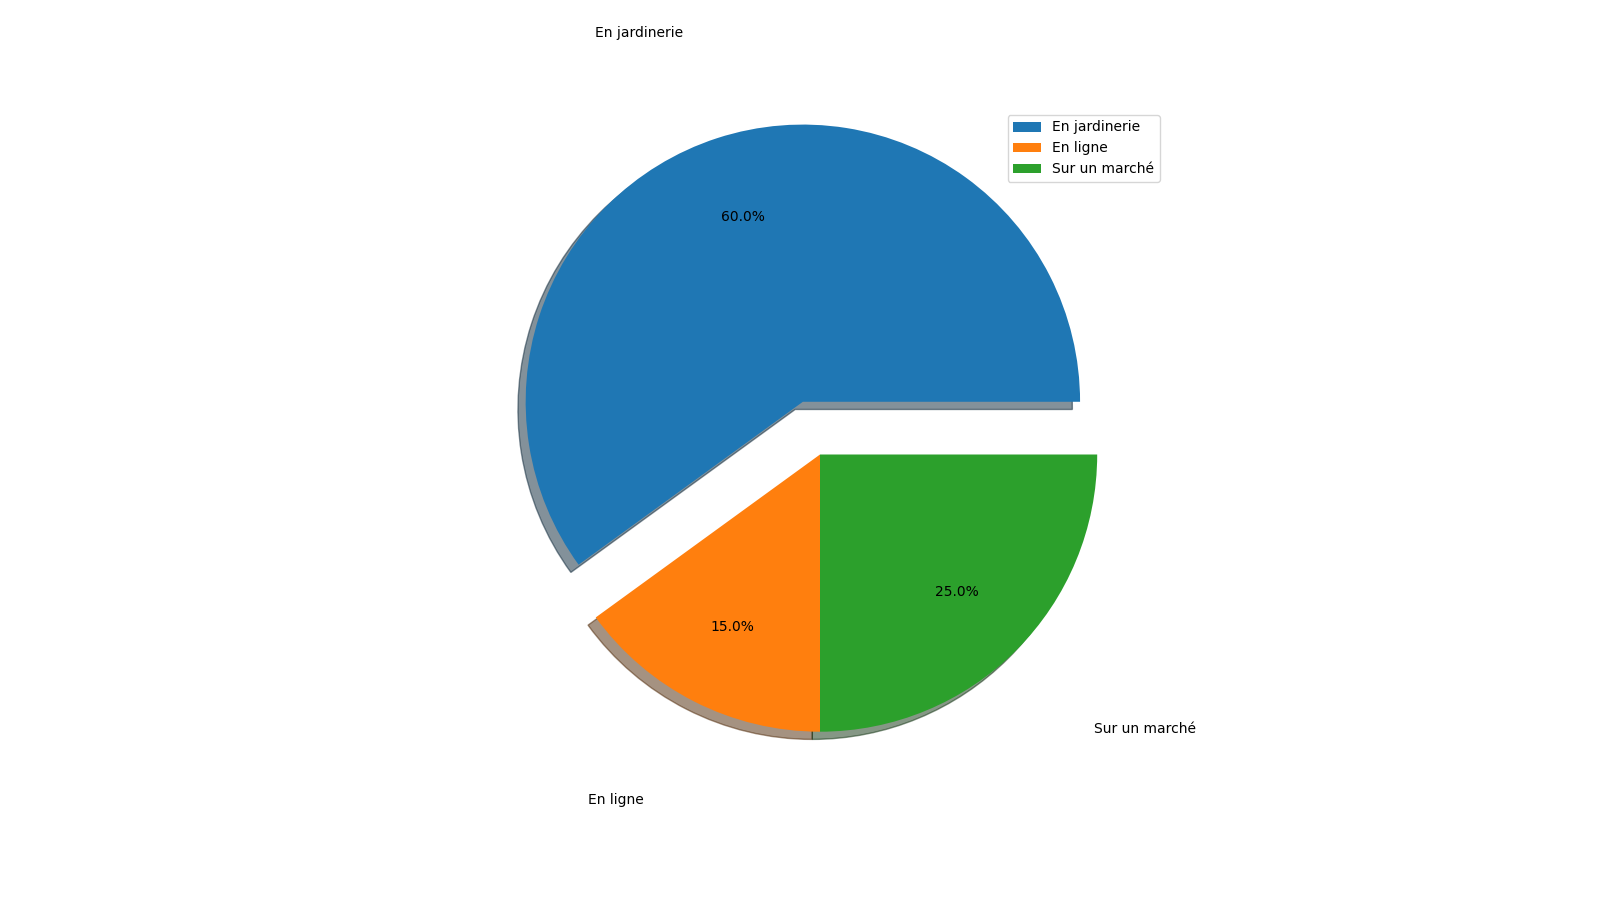 En jardinerie
En jardinerie
En ligne
Sur un marché
60.0%
25.0%
15.0%
Sur un marché
En ligne